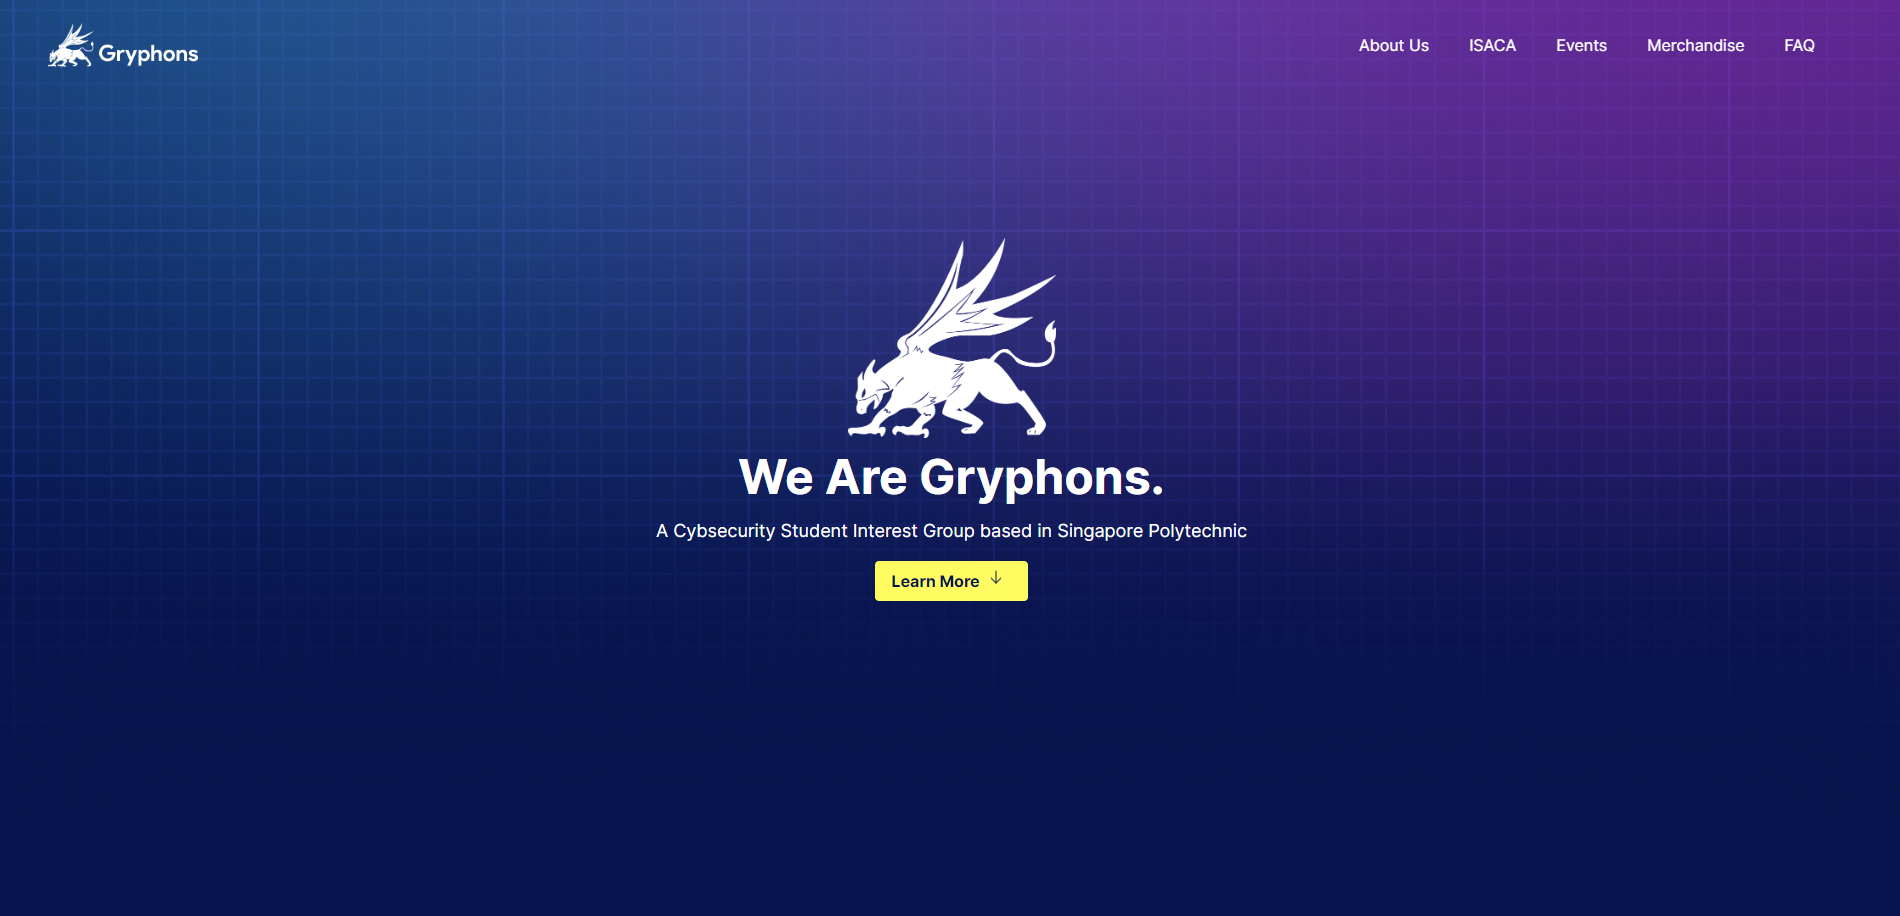 Gryphons
About Us ISACA Events Merchandise FAQ
We Are Gryphons.
A Cybsecurity Student Interest Group based in Singapore Polytechnic
Learn More